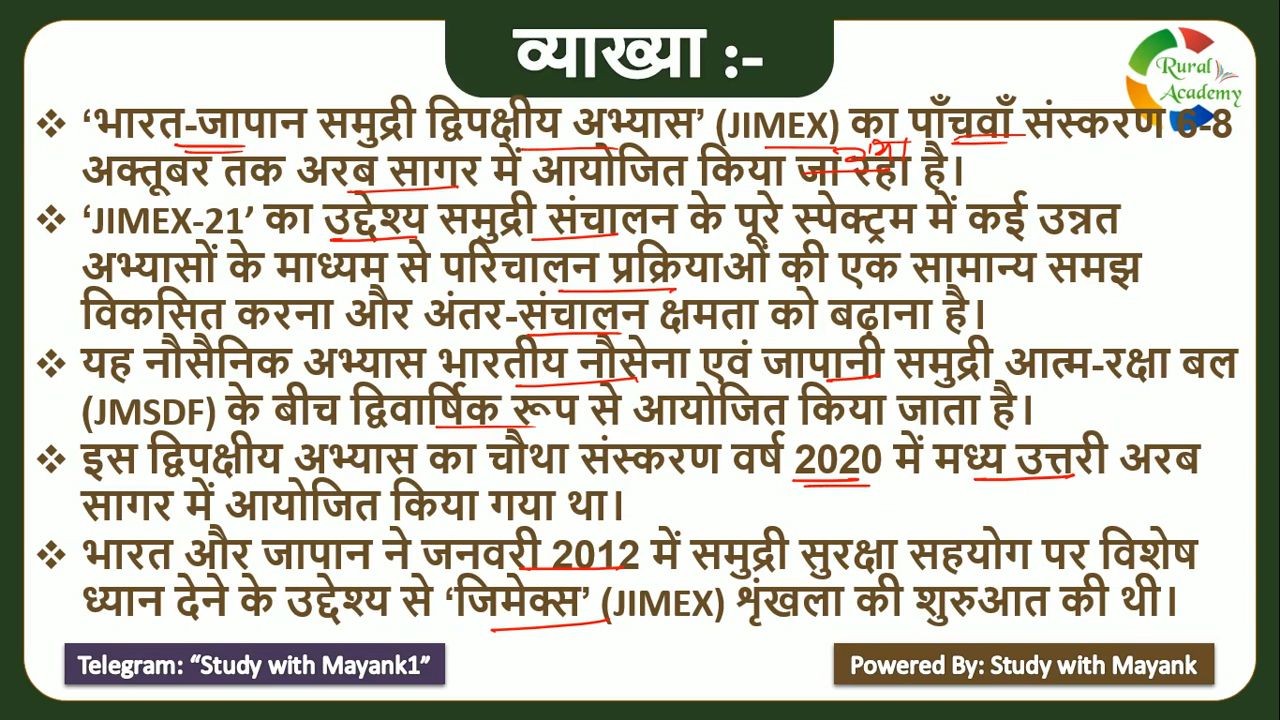 व्याख्या :-
Rural
Academy
❖ ‘भारत-जापान समुद्री द्विपक्षीय अभ्यास’ (JIMEX) का पाँचवाँ संस्करण 6-8
अक्तूबर तक अरब सागर में आयोजित किया जा रहा है।
❖ ‘JIMEX-21’ का उद्देश्य समुद्री संचालन के पूरे स्पेक्ट्रम में कई उन्नत
अभ्यासों के माध्यम से परिचालन प्रक्रियाओं की एक सामान्य समझ
विकसित करना और अंतर-संचालन क्षमता को बढ़ाना है।
❖ यह नौसैनिक अभ्यास भारतीय नौसेना एवं जापानी समुद्री आत्म-रक्षा बल
(JMSDF) के बीच द्विवार्षिक रूप से आयोजित किया जाता है।
❖ इस द्विपक्षीय अभ्यास का चौथा संस्करण वर्ष 2020 में मध्य उत्तरी अरब
सागर में आयोजित किया गया था।
❖ भारत और जापान ने जनवरी 2012 में समुद्री सुरक्षा सहयोग पर विशेष
ध्यान देने के उद्देश्य से ‘जिमेक्स’ (JIMEX) शृंखला की शुरुआत की थी।
Telegram: “Study with Mayank1”
Powered By: Study with Mayank